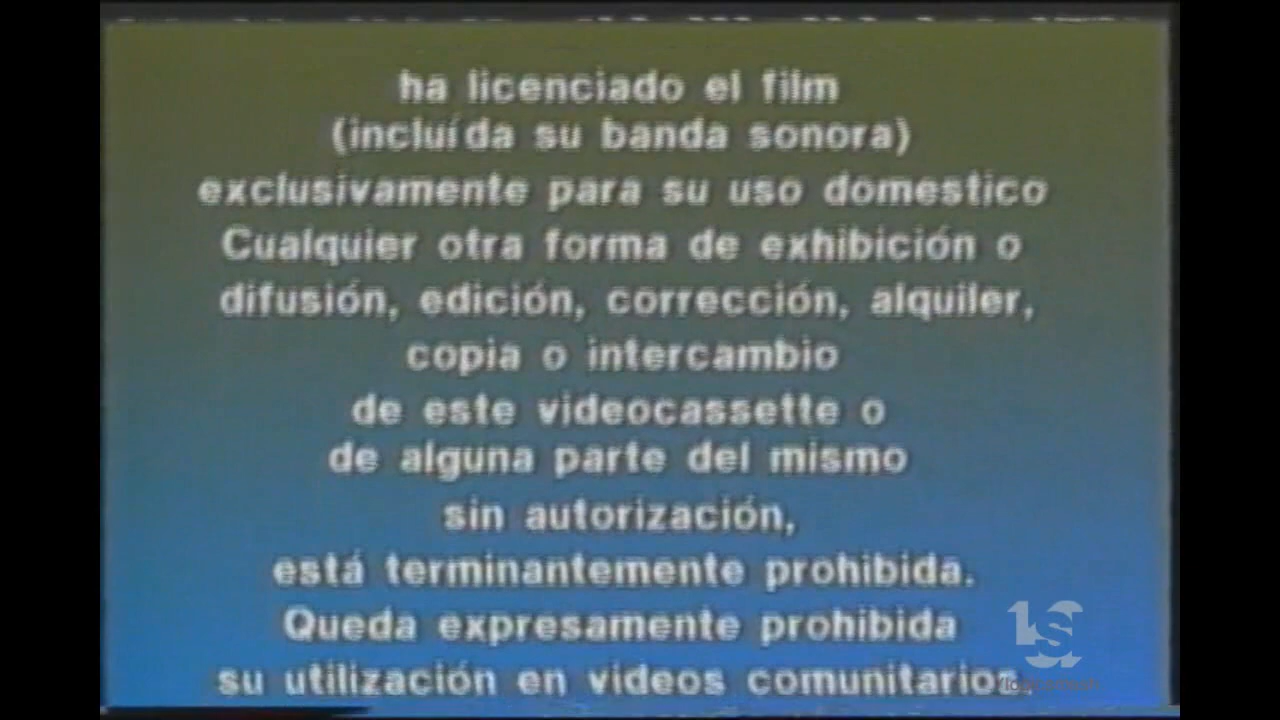 ha licenciado el film
(incluída su banda sonora)
exclusivamente para su uso domestico
Cualquier otra forma de exhibición o
difusión, edición, corrección, alquiler,
copia o intercambio
de este videocassette o
de alguna parte del mismo
sin autorización,
está terminantemente prohibida.
Queda expresamente prohibida
su utilización en videos comunitarios